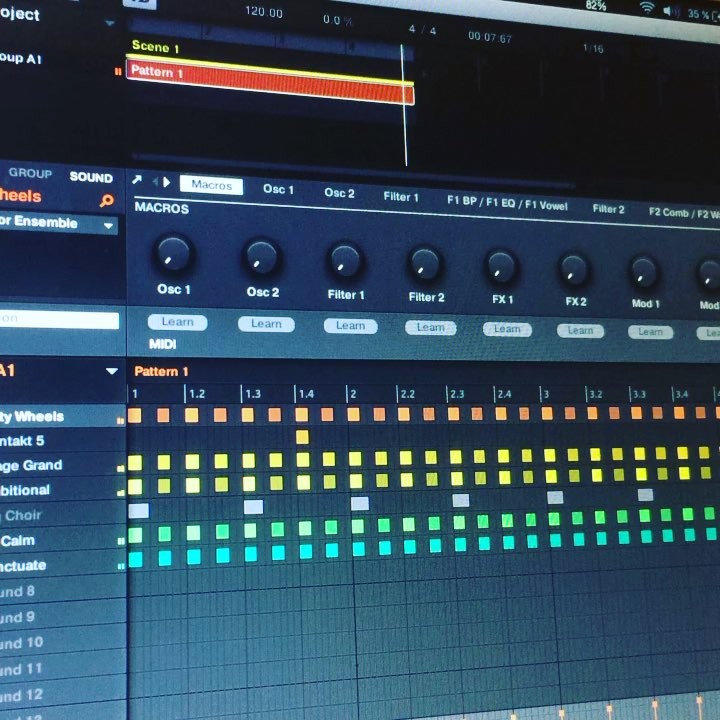 82%
35 %
oject
120.00
0.0 %
4 / 4
00:07:67
1/16
oup A1
Scene 1
Pattern 1
GROUP SOUND
heels
or Ensemble
on
Macros Osc 1 Osc 2 Filter 1 F1 BP / F1 EQ / F1 Vowel Filter 2 F2 Comb / F2 W
MACROS
Osc 1 Osc 2 Filter 1 Filter 2 FX 1 FX 2 Mod 1 Mod
Learn Learn Learn Learn Learn Learn Learn Lea
MIDI
A1
Pattern 1
1 1.2 1.3 1.4 2 2.2 2.3 2.4 3 3.2 3.3 3.4
ty Wheels
ntakt 5
ge Grand
bitional
Choir
Calm
nctuate
und 8
und 9
und 10
und 11
und 12